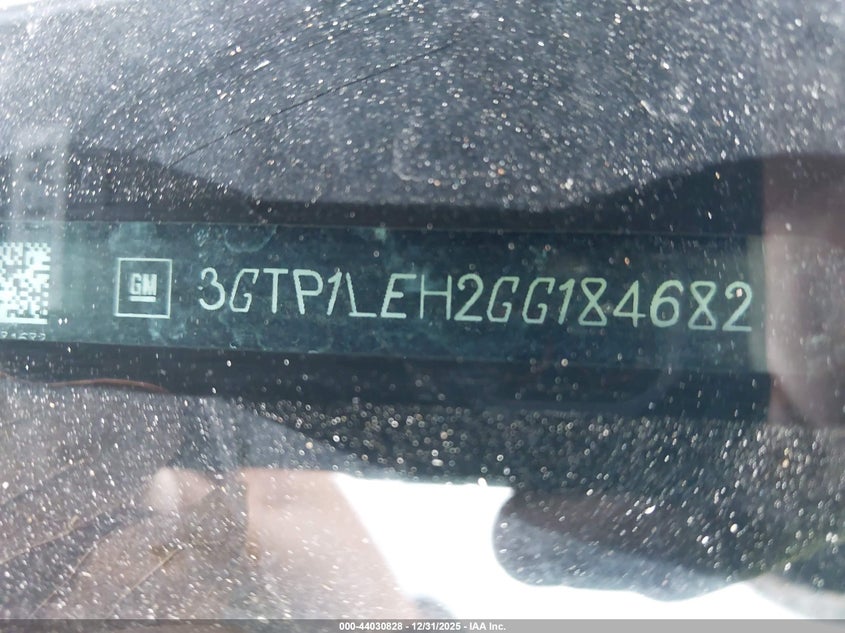 GM 3GTP1LEH2GG184682
000-44030828 - 12/31/2025 - IAA Inc.